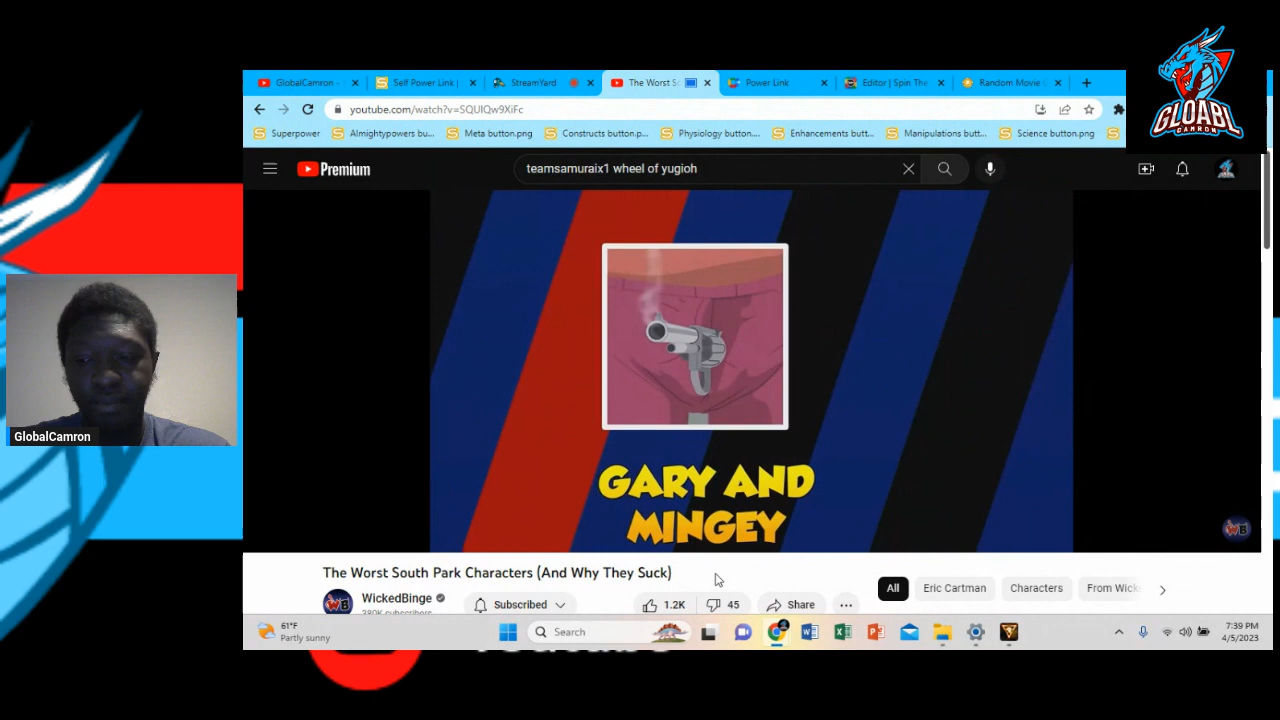 GLOABL
CAMRON
GlobalCamron -
Self Power Link |
StreamYard
The Worst S
Power Link
Editor | Spin The
Random Movie
youtube.com/watch?v=SQUIQw9XiFc
Superpower
Almightypowers bu...
Meta button.png
Constructs button.p...
Physiology button....
Enhancements butt...
Manipulations butt...
Science button.png
Premium
teamsamuraix1 wheel of yugioh
GARY AND
MINGEY
WB
GlobalCamron
The Worst South Park Characters (And Why They Suck)
All
Eric Cartman
Characters
From Wick
WB
WickedBinge
Subscribed
1.2K
45
Share
61°F
Partly sunny
Search
7:39 PM
4/5/2023